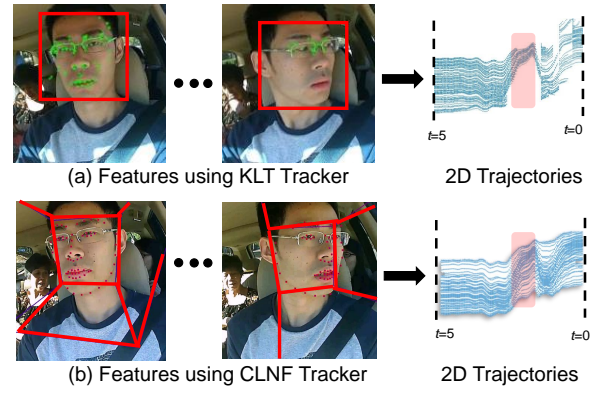 t=5
t=0
(a) Features using KLT Tracker
2D Trajectories
t=5
t=0
(b) Features using CLNF Tracker
2D Trajectories